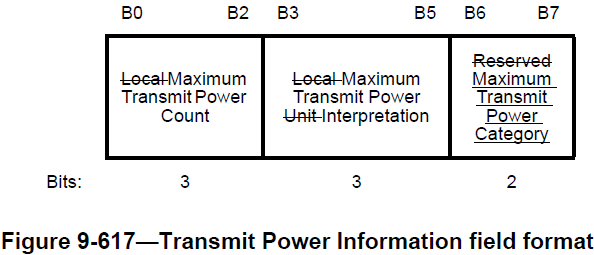 B0 B2 B3 B5 B6 B7
Local Maximum
Transmit Power
Count
Local Maximum
Transmit Power
Unit Interpretation
Reserved
Maximum
Transmit
Power
Category
Bits: 3 3 2
Figure 9-617—Transmit Power Information field format